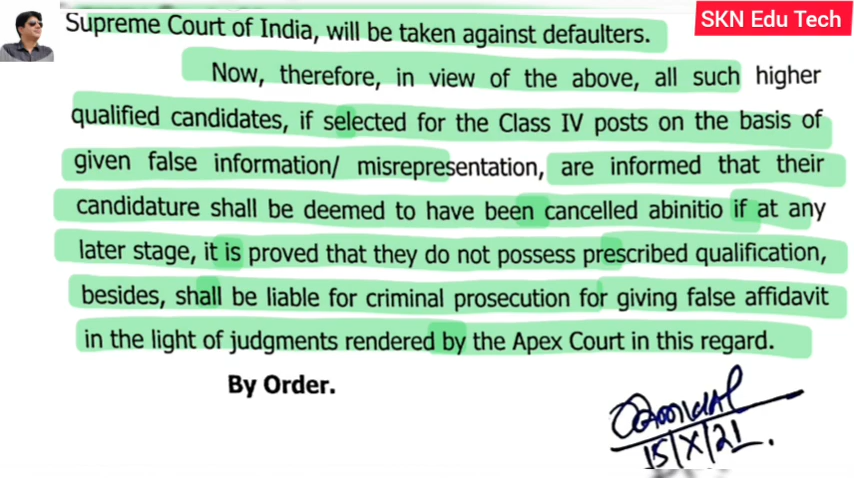 SKN Edu Tech
Supreme Court of India, will be taken against defaulters.
Now, therefore, in view of the above, all such higher
qualified candidates, if selected for the Class IV posts on the basis of
given false information/ misrepresentation, are informed that their
candidature shall be deemed to have been cancelled abinitio if at any
later stage, it is proved that they do not possess prescribed qualification,
besides, shall be liable for criminal prosecution for giving false affidavit
in the light of judgments rendered by the Apex Court in this regard.
By Order.
15/X/21